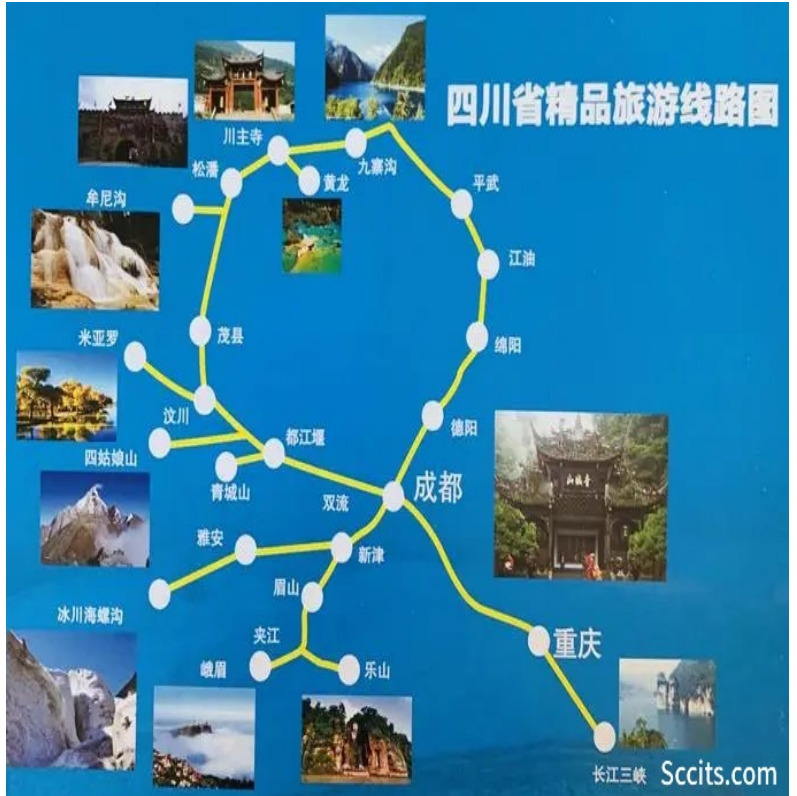 四川省精品旅游线路图
川主寺
九寨沟
松潘
黄龙
平武
牟尼沟
江油
茂县
绵阳
米亚罗
汶川
德阳
都江堰
四姑娘山
青城山
成都
双流
雅安
新津
眉山
冰川海螺沟
夹江
重庆
峨眉
乐山
长江三峡
Sccits.com